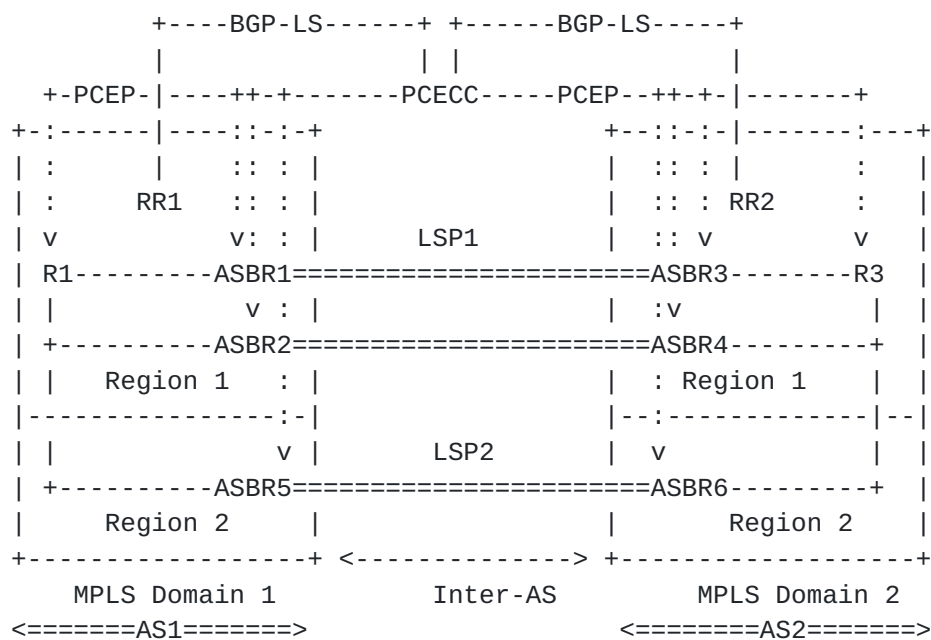 +----BGP-LS------+ +------BGP-LS-----+
| | | |
+-PCEP-|----++-+-------PCECC-----PCEP--++-+-|-------+
+-:------|----::-:-+ +--::-:-|-------:---+
| : | :: : | | :: : | : |
| : RR1 :: : | | :: : RR2 : |
| v v: : | LSP1 | :: v v |
| R1---------ASBR1=======================ASBR3--------R3 |
| | v : | | :v | |
| +----------ASBR2=======================ASBR4---------+ |
| | Region 1 : | | : Region 1 | |
|----------------:-| |--:-------------|--|
| | v | LSP2 | v | |
| +----------ASBR5=======================ASBR6---------+ |
| Region 2 | | Region 2 |
+------------------+ <--------------> +-------------------+
MPLS Domain 1 Inter-AS MPLS Domain 2
<=======AS1=======> <=======AS2=======>